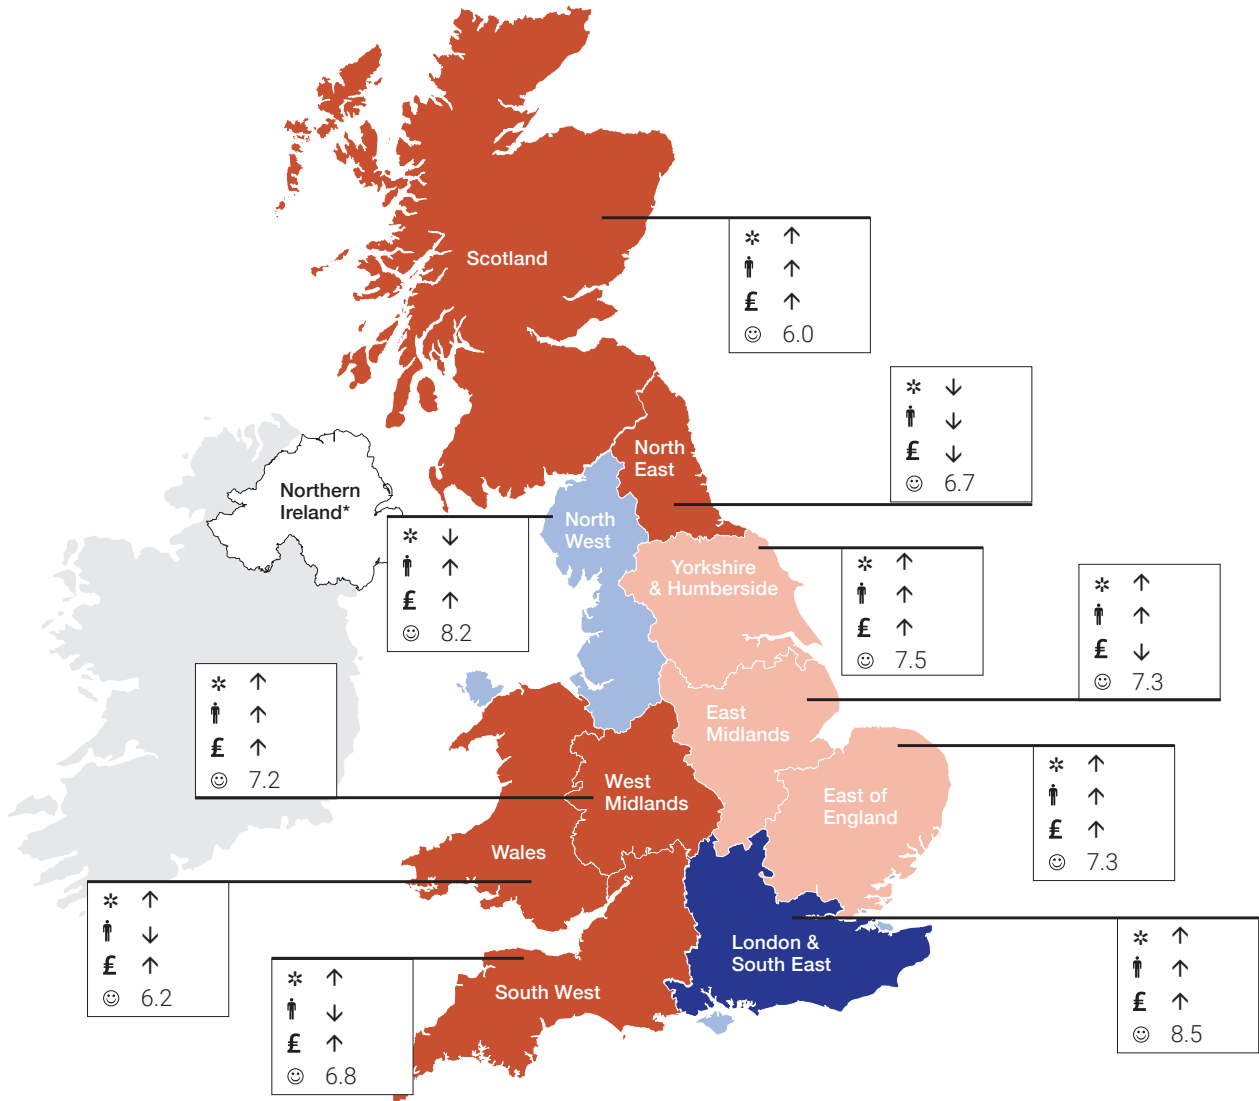 Scotland
✲ ↑
↑
£ ↑
☺ 6.0
✲ ↓
↓
£ ↓
☺ 6.7
North
East
Northern
Ireland*
North
West
✲ ↓
↑
£ ↑
☺ 8.2
Yorkshire
& Humberside
✲ ↑
↑
£ ↑
☺ 7.5
✲ ↑
↑
£ ↓
☺ 7.3
✲ ↑
↑
£ ↑
☺ 7.2
East
Midlands
West
Midlands
East of
England
✲ ↑
↑
£ ↑
☺ 7.3
Wales
✲ ↑
↓
£ ↑
☺ 6.2
London &
South East
✲ ↑
↑
£ ↑
☺ 8.5
South West
✲ ↑
↓
£ ↑
☺ 6.8